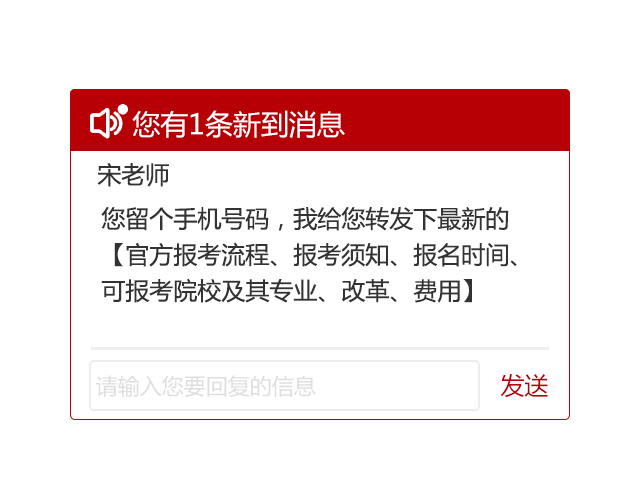 您有1条新到消息
宋老师
您留个手机号码，我给您转发下最新的
【官方报考流程、报考须知、报名时间、
可报考院校及其专业、改革、费用】
请输入您要回复的信息
发送